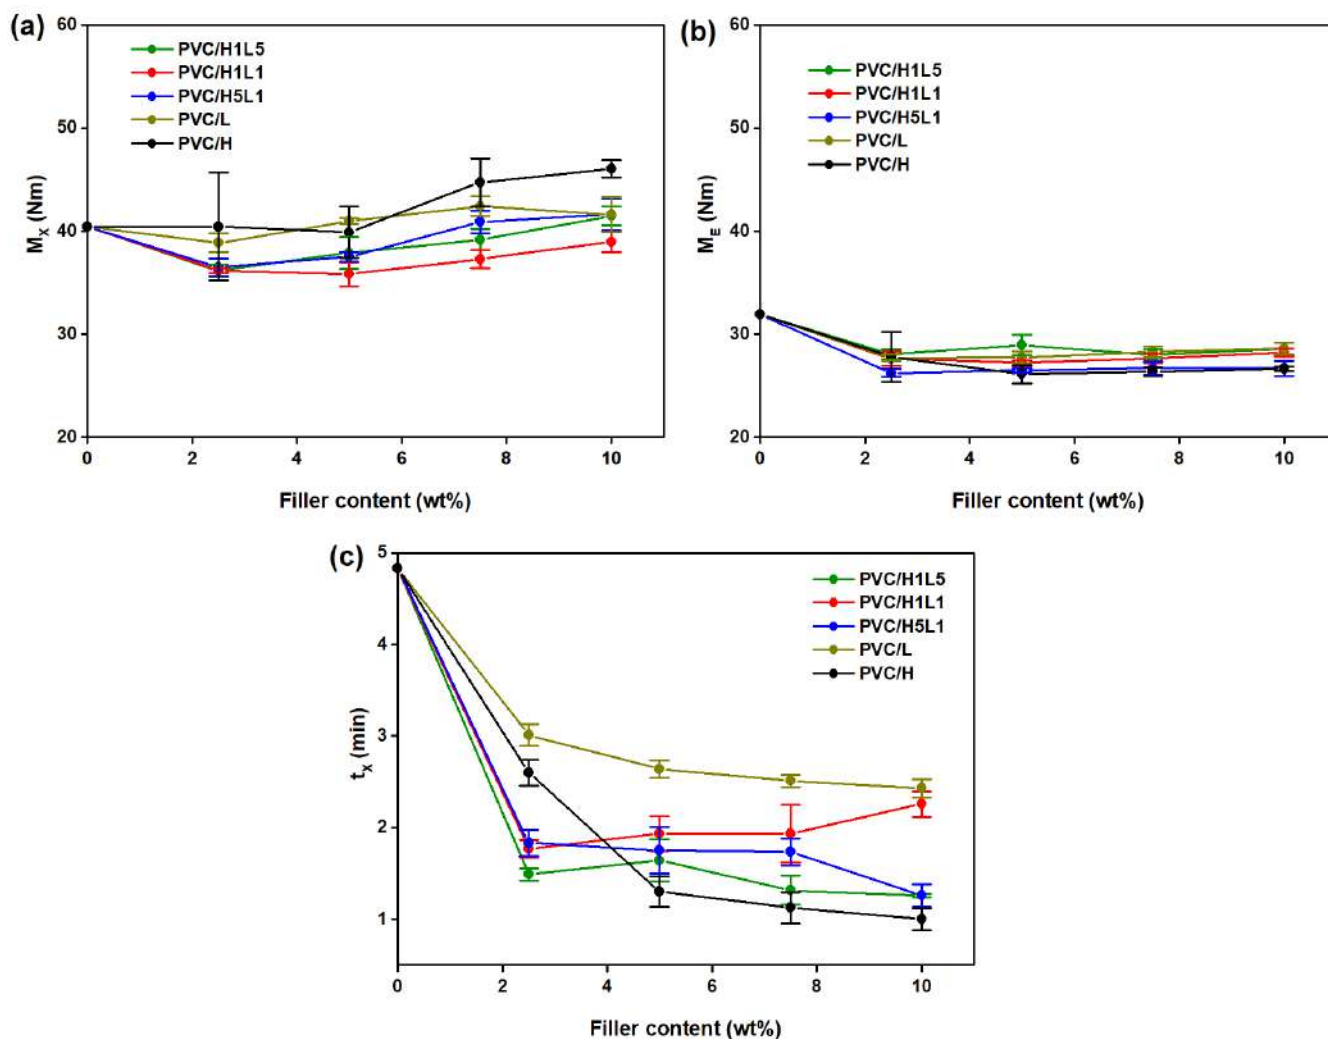 (a)
60
50
40
30
20
M_X (Nm)
PVC/H1L5
PVC/H1L1
PVC/H5L1
PVC/L
PVC/H
0 2 4 6 8 10
Filler content (wt%)
(b)
60
50
40
30
20
M_E (Nm)
PVC/H1L5
PVC/H1L1
PVC/H5L1
PVC/L
PVC/H
0 2 4 6 8 10
Filler content (wt%)
(c)
5
4
3
2
1
t_X (min)
PVC/H1L5
PVC/H1L1
PVC/H5L1
PVC/L
PVC/H
0 2 4 6 8 10
Filler content (wt%)